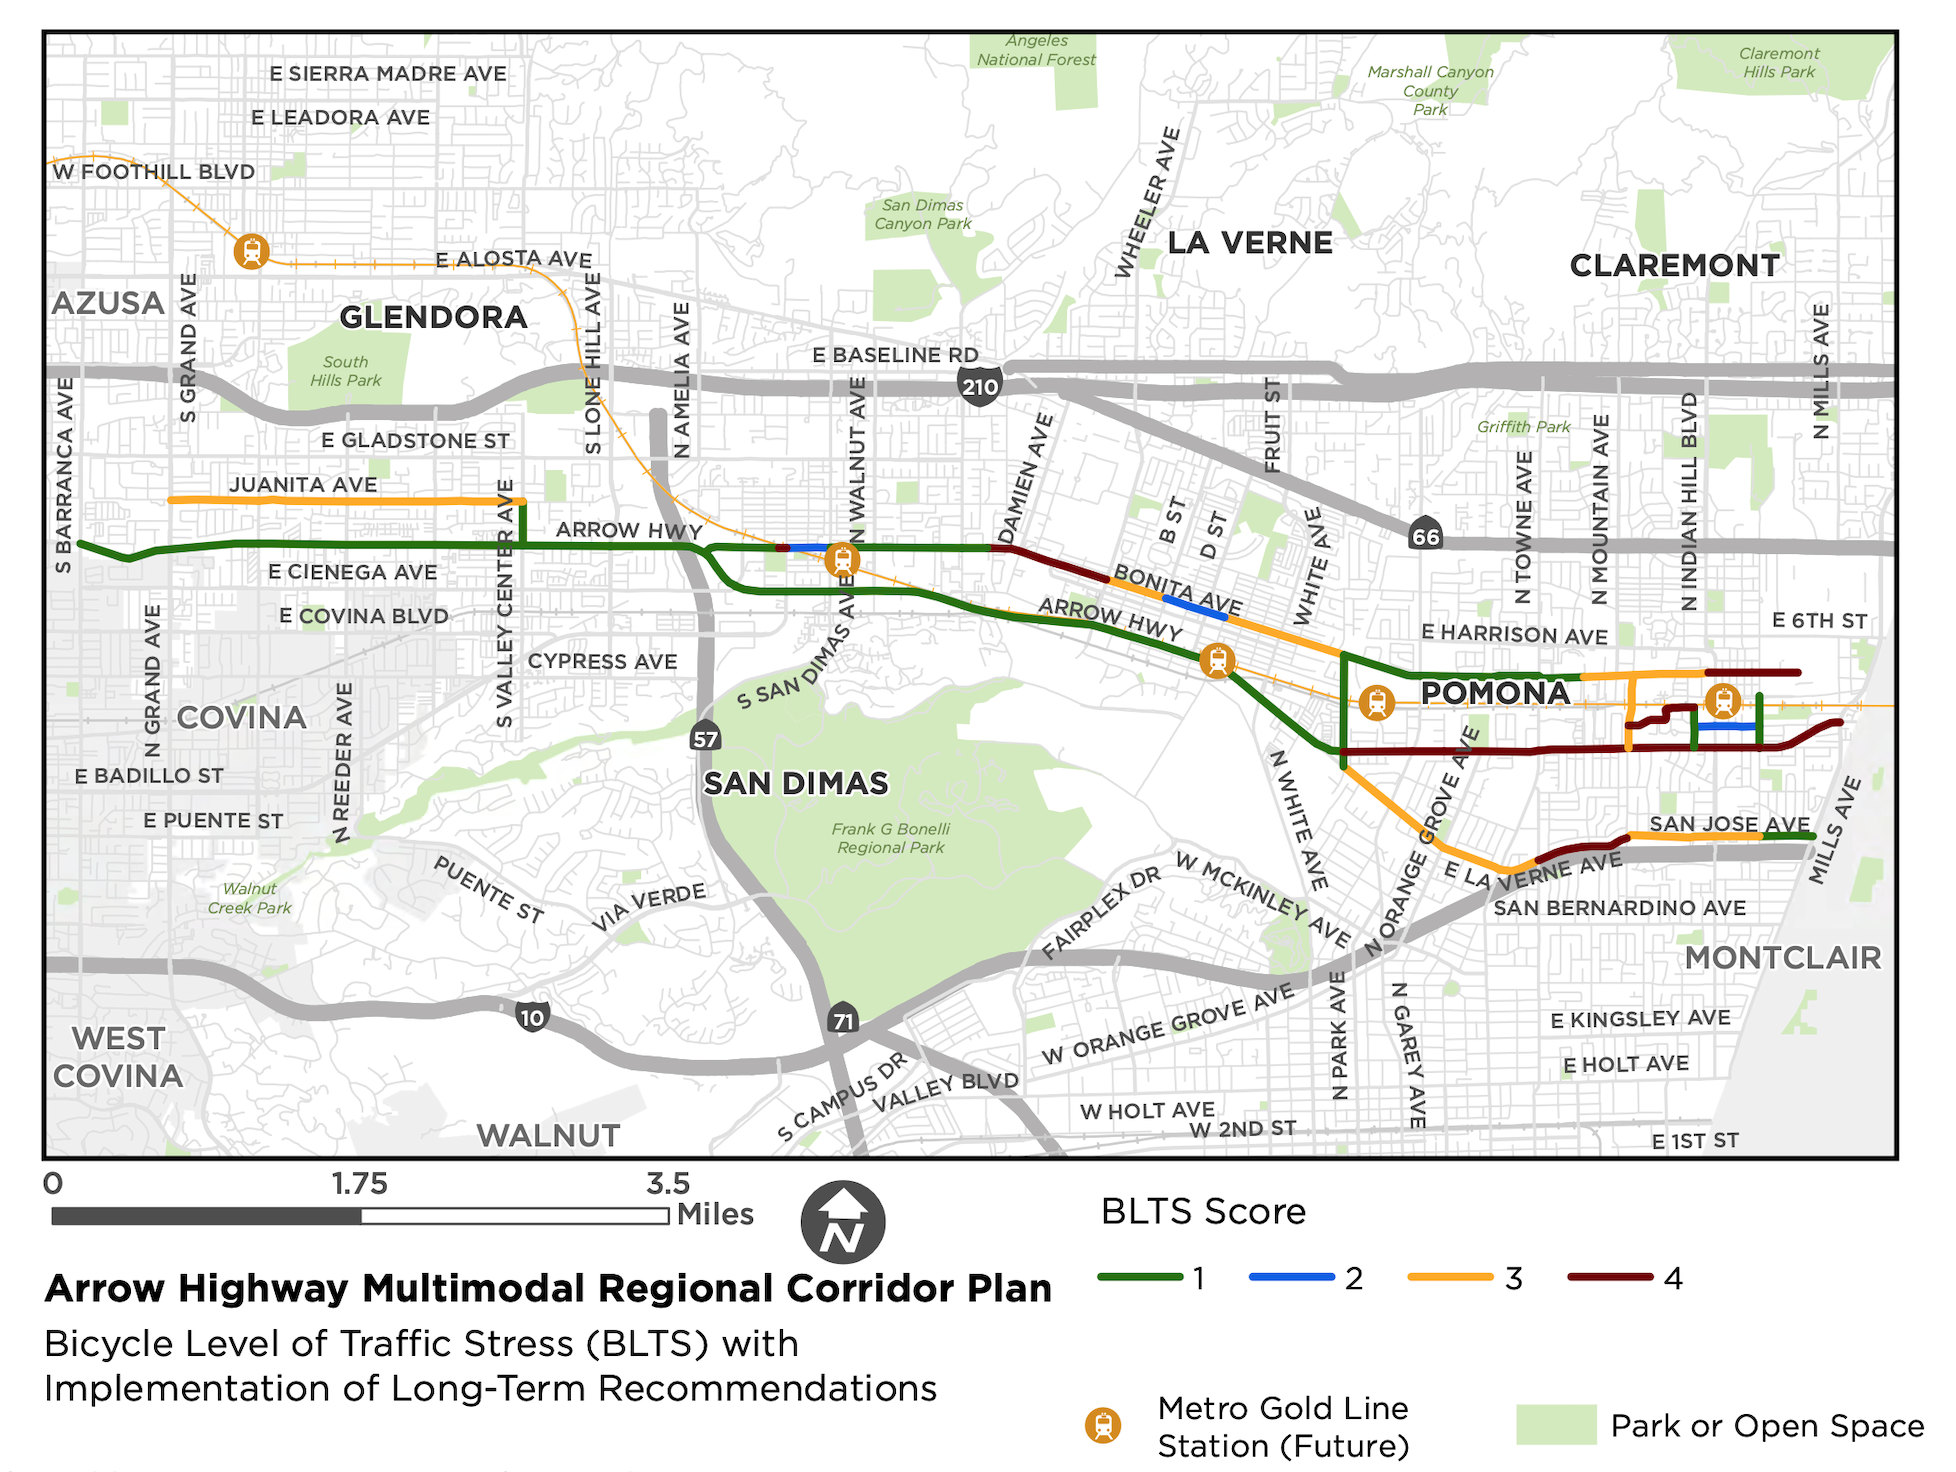 Angeles
National Forest
Claremont
Hills Park
Marshall Canyon
County
Park
E SIERRA MADRE AVE
E LEADORA AVE
W FOOTHILL BLVD
WHEELER AVE
San Dimas
Canyon Park
LA VERNE
CLAREMONT
E ALOSTA AVE
AZUSA
S GRAND AVE
GLENDORA
S LONE HILL AVE
N AMELIA AVE
N MILLS AVE
South
Hills Park
E BASELINE RD
210
S BARRANCA AVE
N WALNUT AVE
FRUIT ST
E GLADSTONE ST
DAMIEN AVE
Griffith Park
N TOWNE AVE
N MOUNTAIN AVE
N INDIAN HILL BLVD
JUANITA AVE
S VALLEY CENTER AVE
ARROW HWY
B ST
D ST
WHITE AVE
66
E CIENEGA AVE
BONITA AVE
E COVINA BLVD
ARROW HWY
E HARRISON AVE
E 6TH ST
N GRAND AVE
CYPRESS AVE
S SAN DIMAS AVE
POMONA
COVINA
N REEDER AVE
57
E BADILLO ST
SAN DIMAS
N WHITE AVE
N ORANGE GROVE AVE
E PUENTE ST
Frank G Bonelli
Regional Park
SAN JOSE AVE
MILLS AVE
PUENTE ST
VIA VERDE
W MCKINLEY AVE
FAIRPLEX DR
E LA VERNE AVE
Walnut
Creek Park
SAN BERNARDINO AVE
MONTCLAIR
10
71
W ORANGE GROVE AVE
N PARK AVE
N GAREY AVE
E KINGSLEY AVE
WEST
COVINA
E HOLT AVE
S CAMPUS DR
VALLEY BLVD
W HOLT AVE
WALNUT
W 2ND ST
E 1ST ST
0 1.75 3.5
Miles
N
BLTS Score
1 2 3 4
Arrow Highway Multimodal Regional Corridor Plan
Bicycle Level of Traffic Stress (BLTS) with
Implementation of Long-Term Recommendations
Metro Gold Line
Station (Future)
Park or Open Space